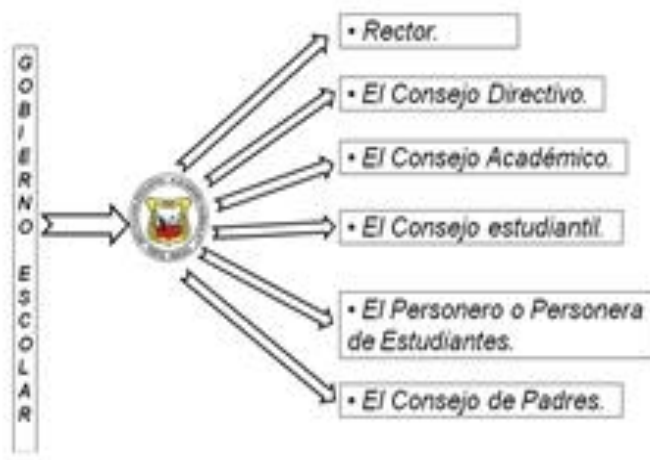 GOBIERNO ESCOLAR
• Rector.
• El Consejo Directivo.
• El Consejo Académico.
• El Consejo estudiantil.
• El Personero o Personera
de Estudiantes.
• El Consejo de Padres.